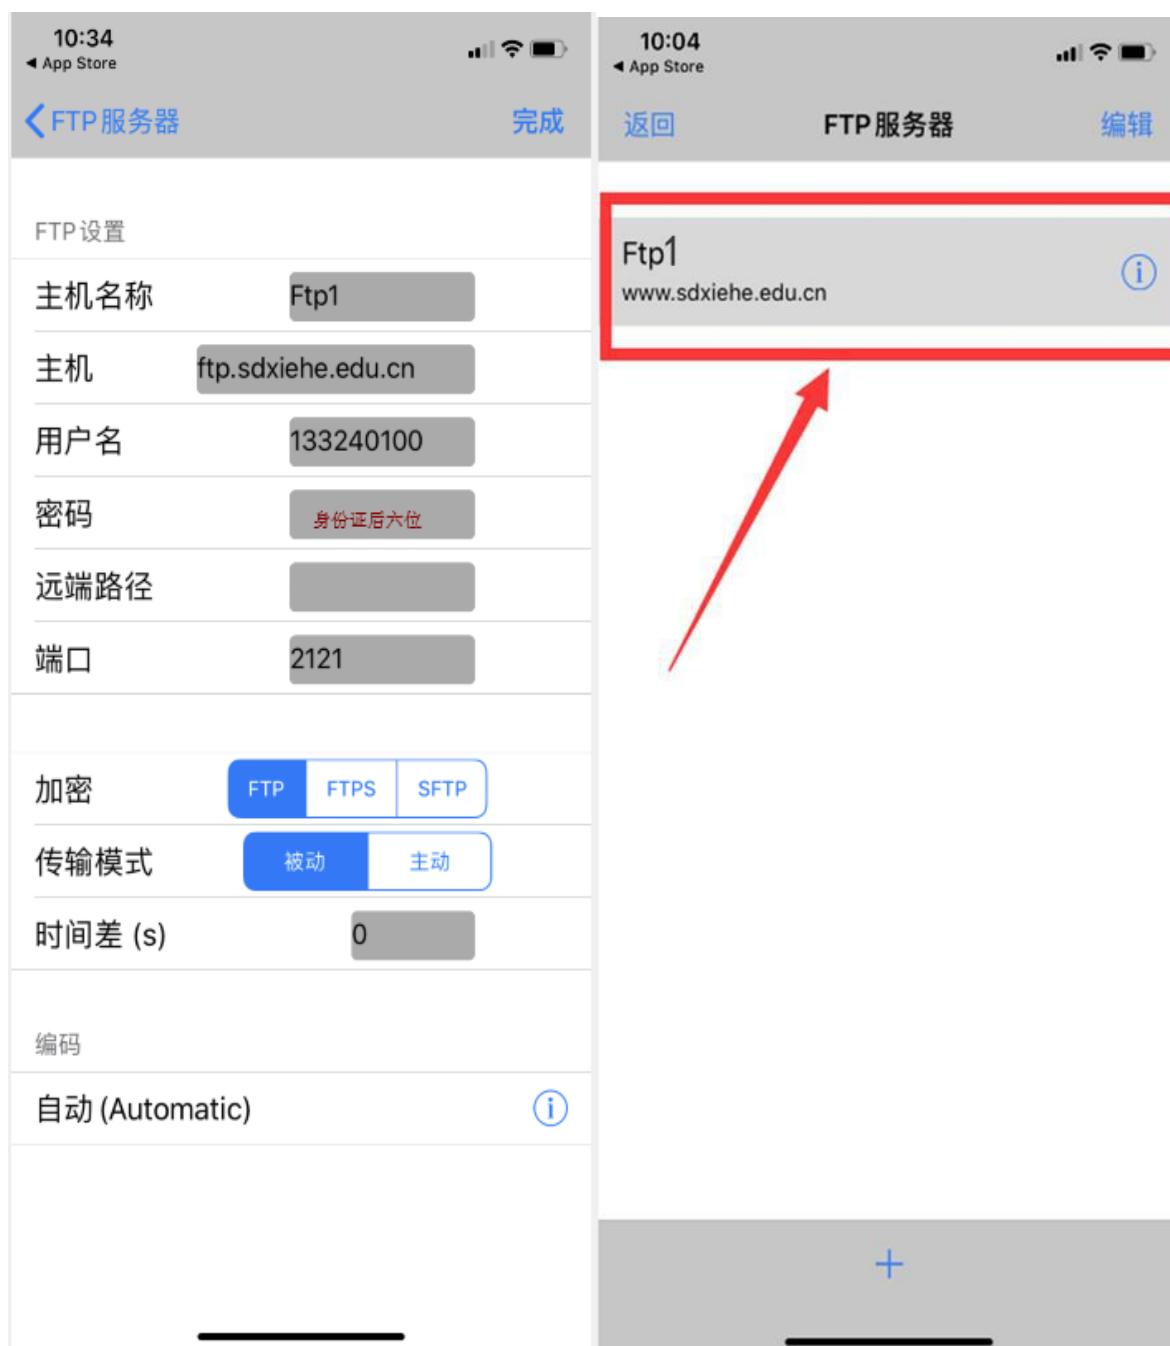 10:34
◀ App Store
FTP服务器
完成
FTP设置
主机名称
Ftp1
主机
ftp.sdxiehe.edu.cn
用户名
133240100
密码
身份证后六位
远端路径
端口
2121
加密
FTP
FTPS
SFTP
传输模式
被动
主动
时间差 (s)
0
编码
自动 (Automatic)
10:04
◀ App Store
返回
FTP服务器
编辑
Ftp1
www.sdxiehe.edu.cn